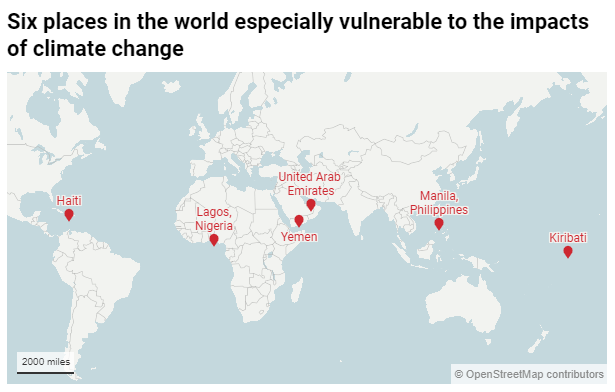 Six places in the world especially vulnerable to the impacts
of climate change
United Arab
Emirates
Haiti
Manila,
Philippines
Lagos,
Nigeria
Yemen
Kiribati
2000 miles
© OpenStreetMap contributors